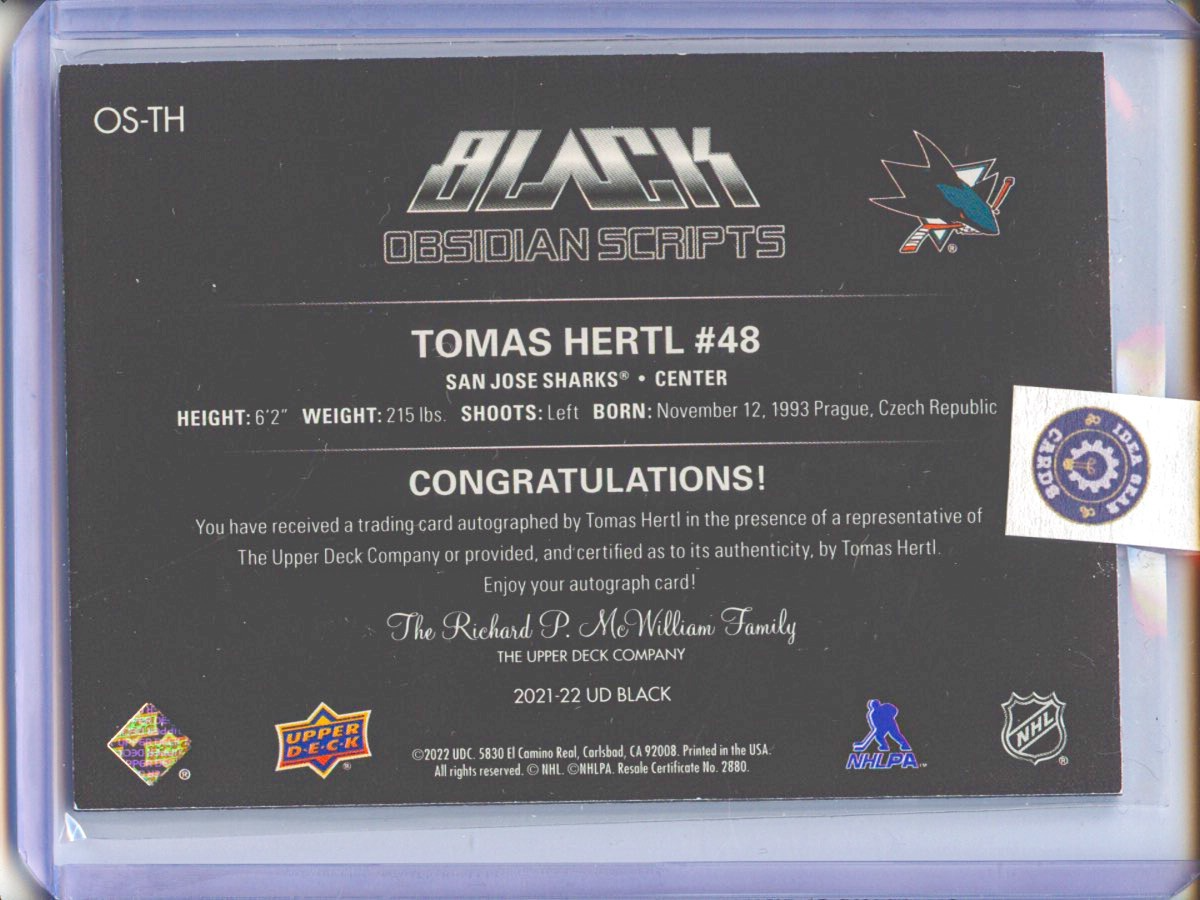 OS-TH
BLACK
OBSIDIAN SCRIPTS
TOMAS HERTL #48
SAN JOSE SHARKS® • CENTER
HEIGHT: 6'2" WEIGHT: 215 lbs. SHOOTS: Left BORN: November 12, 1993 Prague, Czech Republic
IDEA GEAR
CARDS
CONGRATULATIONS!
You have received a trading card autographed by Tomas Hertl in the presence of a representative of
The Upper Deck Company or provided, and certified as to its authenticity, by Tomas Hertl.
Enjoy your autograph card!
The Richard P. McWilliam Family
THE UPPER DECK COMPANY
2021-22 UD BLACK
®
UPPER
D·E·C·K
®
©2022 UDC. 5830 El Camino Real, Carlsbad, CA 92008. Printed in the USA.
All rights reserved. © NHL. ©NHLPA. Resale Certificate No. 2880.
NHLPA™
NHL
®